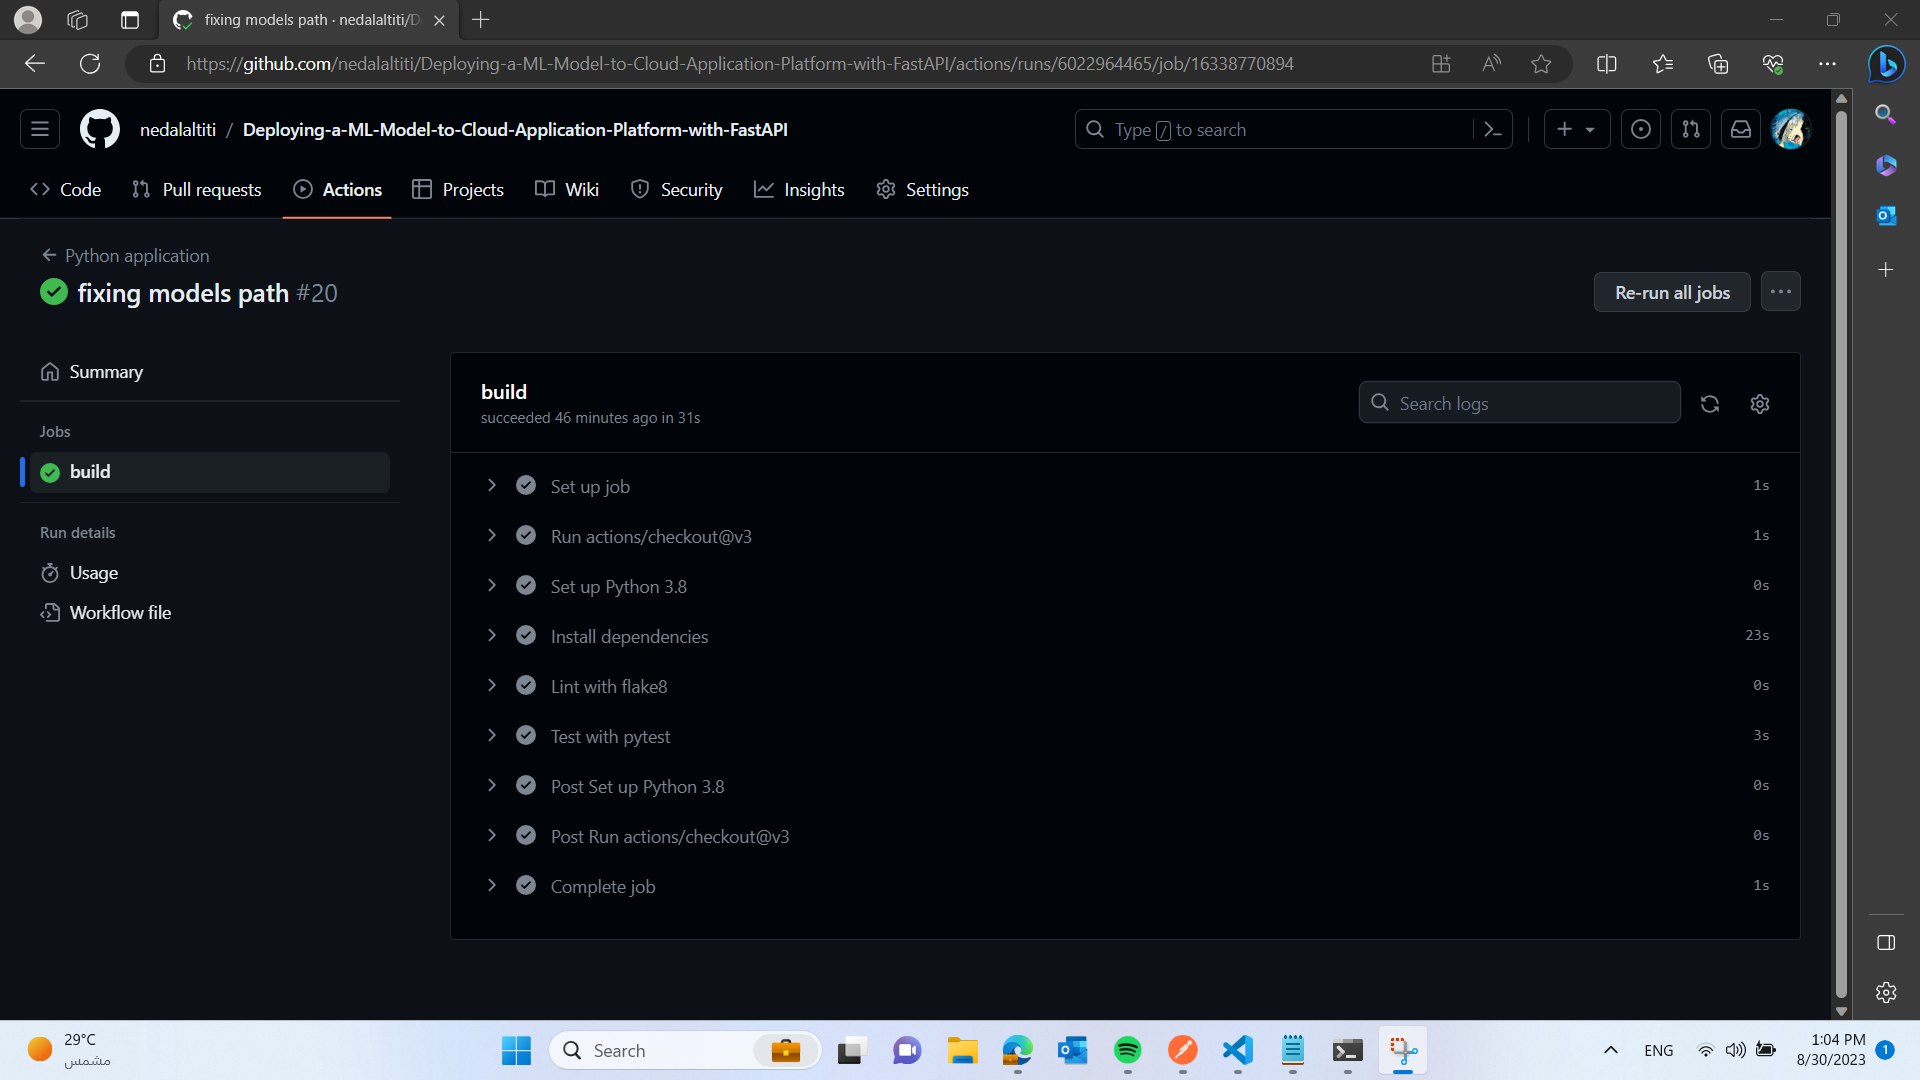 fixing models path · nedalaltiti/D
https://github.com/nedalaltiti/Deploying-a-ML-Model-to-Cloud-Application-Platform-with-FastAPI/actions/runs/6022964465/job/16338770894
nedalaltiti / Deploying-a-ML-Model-to-Cloud-Application-Platform-with-FastAPI
Type / to search
Code
Pull requests
Actions
Projects
Wiki
Security
Insights
Settings
Python application
fixing models path #20
Re-run all jobs
Summary
Jobs
build
Run details
Usage
Workflow file
build
succeeded 46 minutes ago in 31s
Search logs
Set up job 1s
Run actions/checkout@v3 1s
Set up Python 3.8 0s
Install dependencies 23s
Lint with flake8 0s
Test with pytest 3s
Post Set up Python 3.8 0s
Post Run actions/checkout@v3 0s
Complete job 1s
29°C
مشمس
Search
ENG
1:04 PM
8/30/2023
1